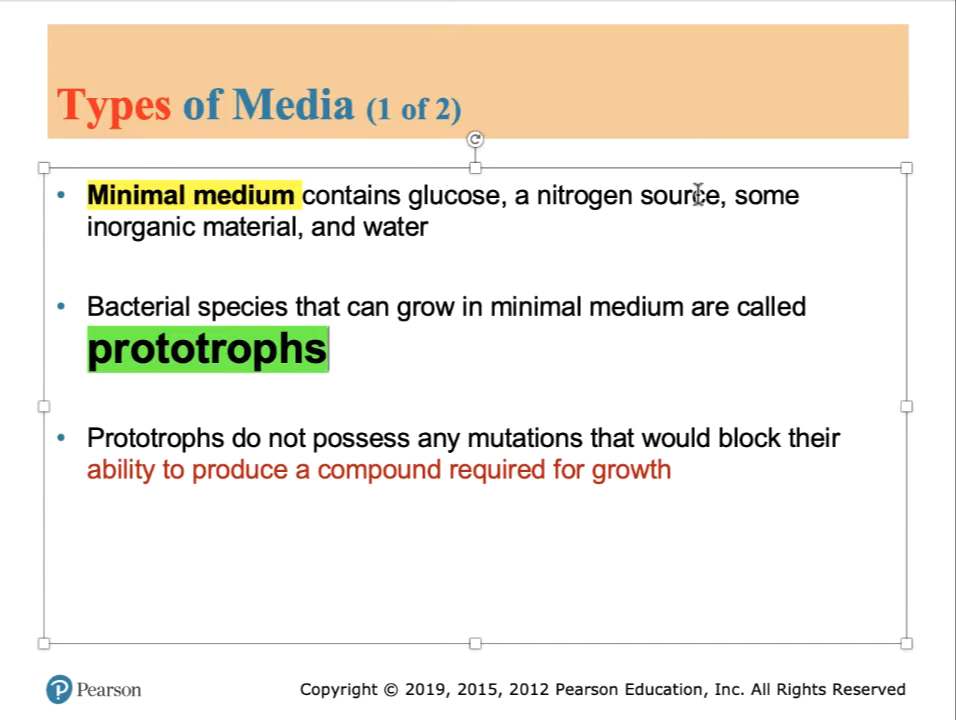 Types of Media (1 of 2)
• Minimal medium contains glucose, a nitrogen source, some
inorganic material, and water
• Bacterial species that can grow in minimal medium are called
prototrophs
• Prototrophs do not possess any mutations that would block their
ability to produce a compound required for growth
Pearson
Copyright © 2019, 2015, 2012 Pearson Education, Inc. All Rights Reserved